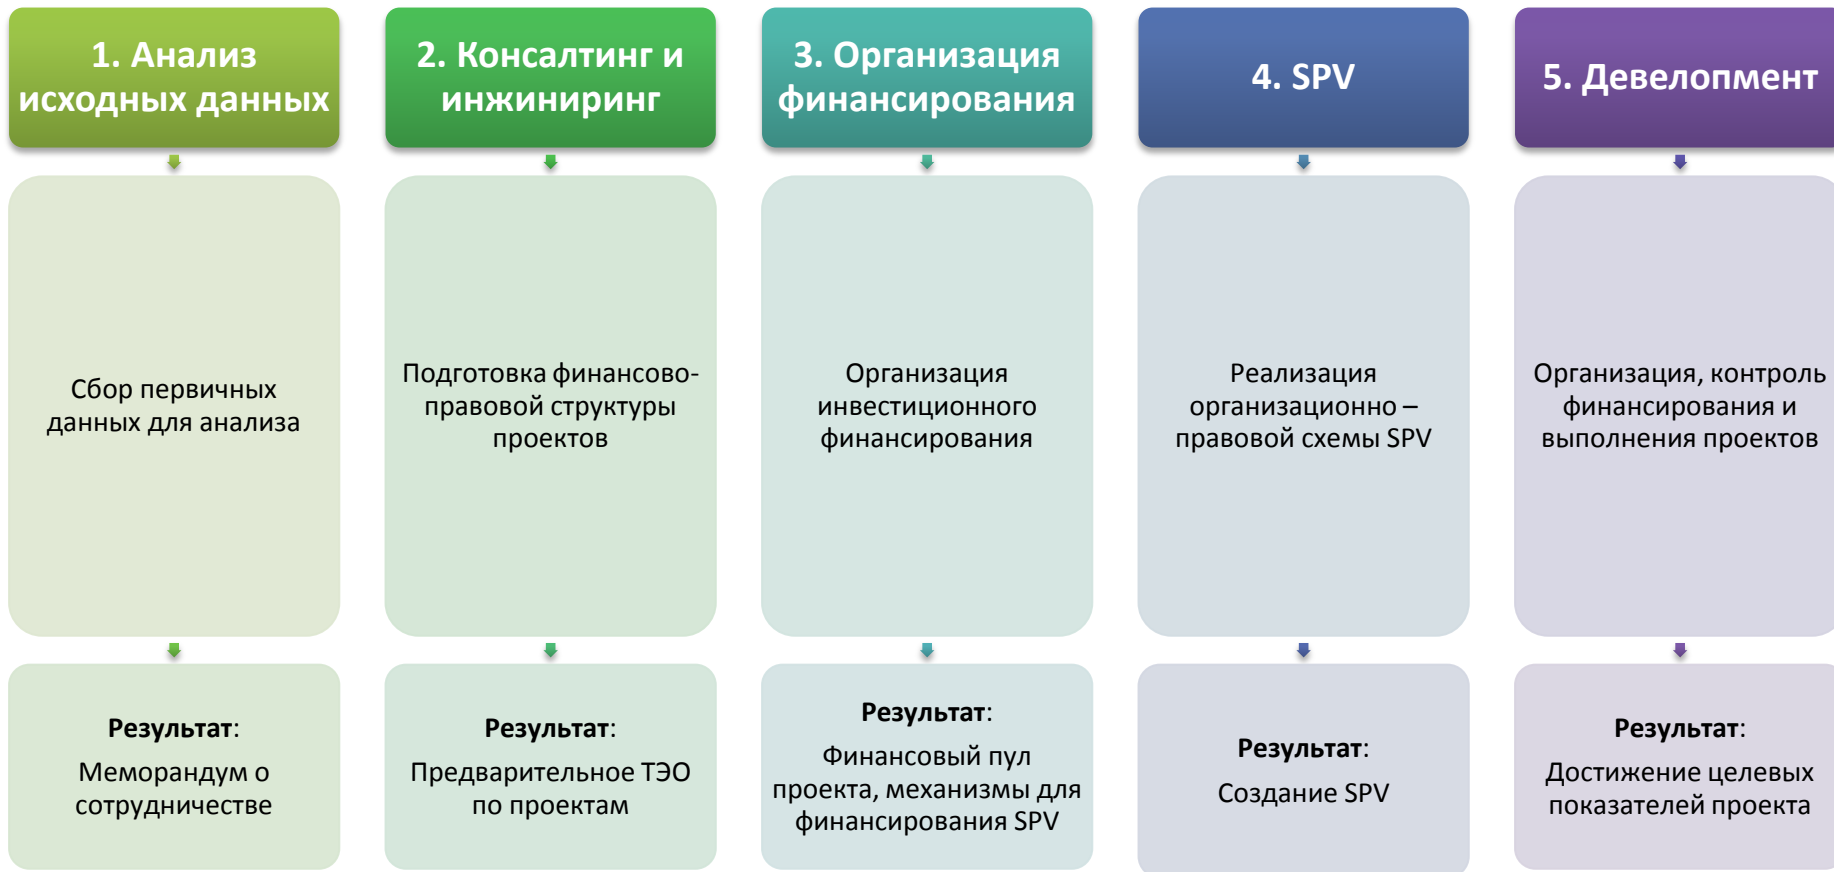 1. Анализ
исходных данных
Сбор первичных
данных для анализа
Результат:
Меморандум о
сотрудничестве
2. Консалтинг и
инжиниринг
Подготовка финансово-
правовой структуры
проектов
Результат:
Предварительное ТЭО
по проектам
3. Организация
финансирования
Организация
инвестиционного
финансирования
Результат:
Финансовый пул
проекта, механизмы для
финансирования SPV
4. SPV
Реализация
организационно –
правовой схемы SPV
Результат:
Создание SPV
5. Девелопмент
Организация, контроль
финансирования и
выполнения проектов
Результат:
Достижение целевых
показателей проекта